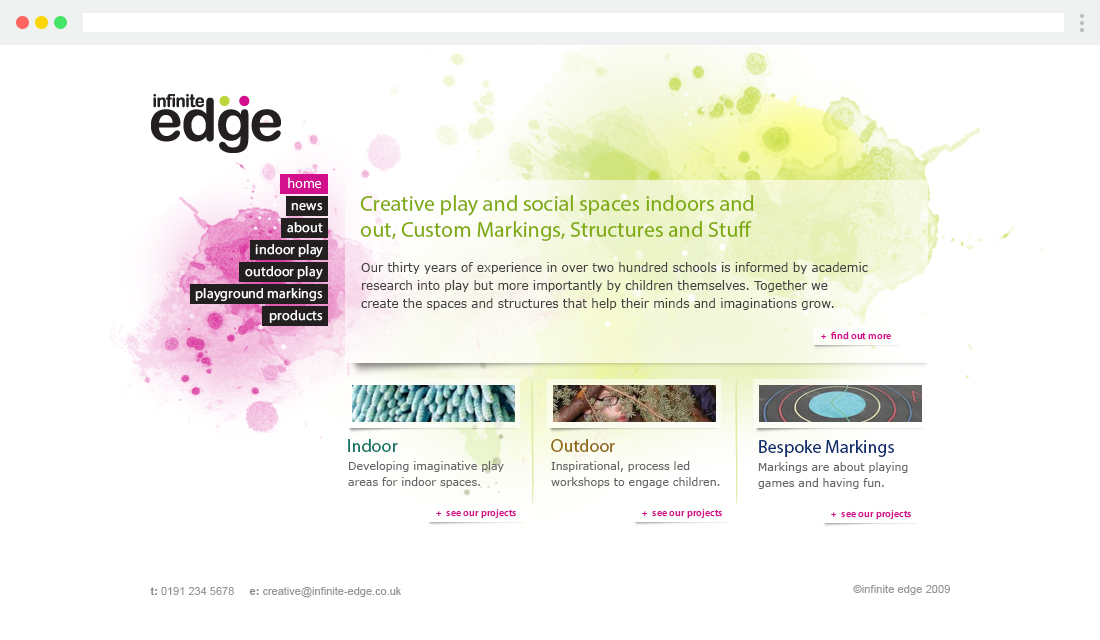 infinite
edge
home
news
about
indoor play
outdoor play
playground markings
products
Creative play and social spaces indoors and
out, Custom Markings, Structures and Stuff
Our thirty years of experience in over two hundred schools is informed by academic
research into play but more importantly by children themselves. Together we
create the spaces and structures that help their minds and imaginations grow.
+ find out more
Indoor
Developing imaginative play
areas for indoor spaces.
+ see our projects
Outdoor
Inspirational, process led
workshops to engage children.
+ see our projects
Bespoke Markings
Markings are about playing
games and having fun.
+ see our projects
t: 0191 234 5678 e: creative@infinite-edge.co.uk
©infinite edge 2009